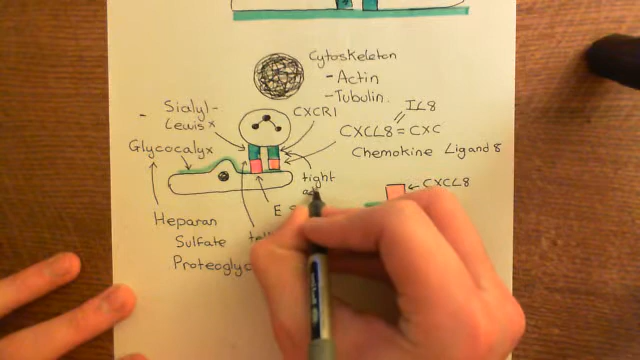 Cytoskeleton
- Actin
- Tubulin.
- Sialyl-
Lewis x
CXCR1
IL8
CXCL8 = CXC
Chemokine Ligand 8
Glycocalyx
tight
CXCL8
E
Heparan
Sulfate